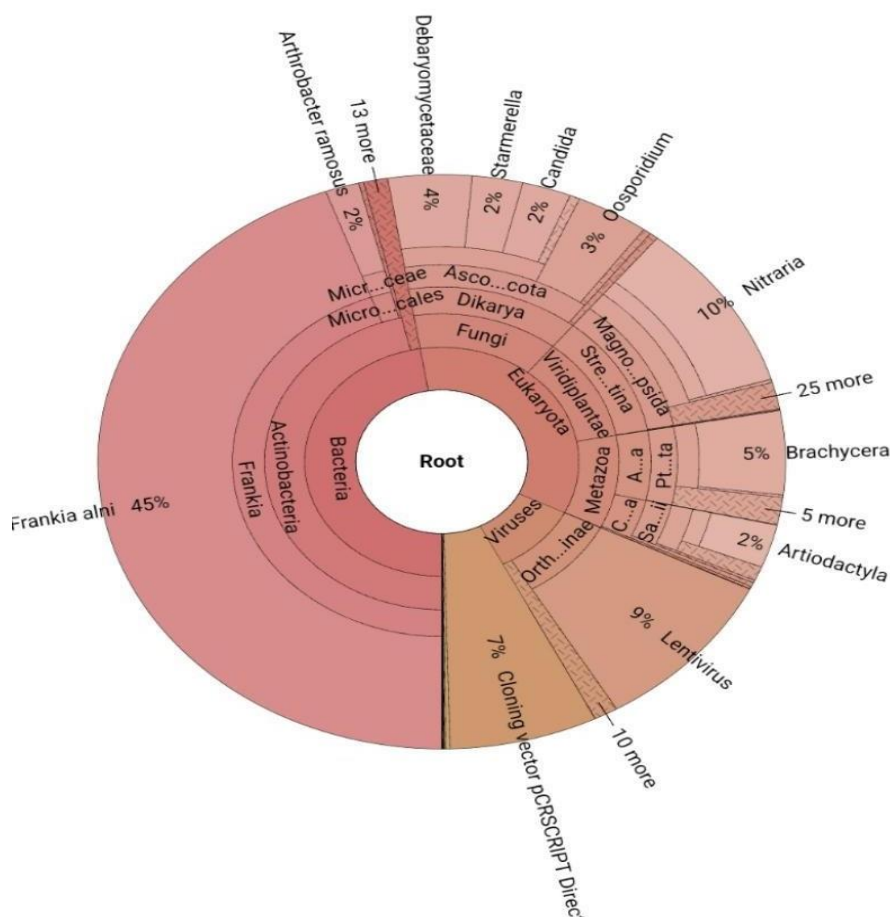 Root
Bacteria
Actinobacteria
Frankia
Frankia alni 45%
Micro...cales
Micr...ceae
Arthrobacter ramosus
2%
13 more
Eukaryota
Fungi
Dikarya
Asco...cota
Debaryomycetaceae
4%
Starmerella
2%
Candida
2%
Oosporidium
3%
Viridiplantae
Stre...tina
Magno...psida
10% Nitraria
25 more
Metazoa
A...a
Pt...ta
5% Brachycera
5 more
C...a
Sa...ii
2% Artiodactyla
Viruses
Orth...inae
9% Lentivirus
10 more
7% Cloning vector pCRSCRIPT Direc